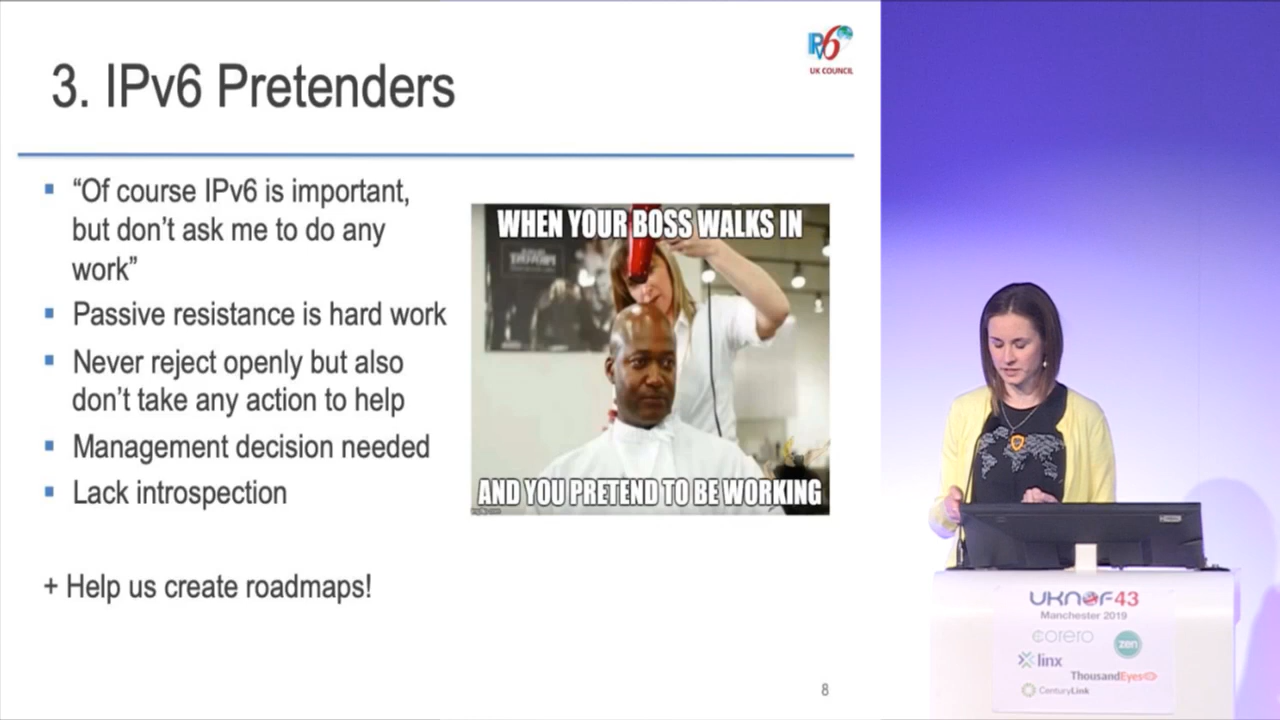 3. IPv6 Pretenders
IPv6
UK COUNCIL
▪ “Of course IPv6 is important,
but don’t ask me to do any
work”
▪ Passive resistance is hard work
▪ Never reject openly but also
don’t take any action to help
▪ Management decision needed
▪ Lack introspection
+ Help us create roadmaps!
WHEN YOUR BOSS WALKS IN
AND YOU PRETEND TO BE WORKING
8
UKNOF43
Manchester 2019
corero
zen
linx
ThousandEyes
CenturyLink